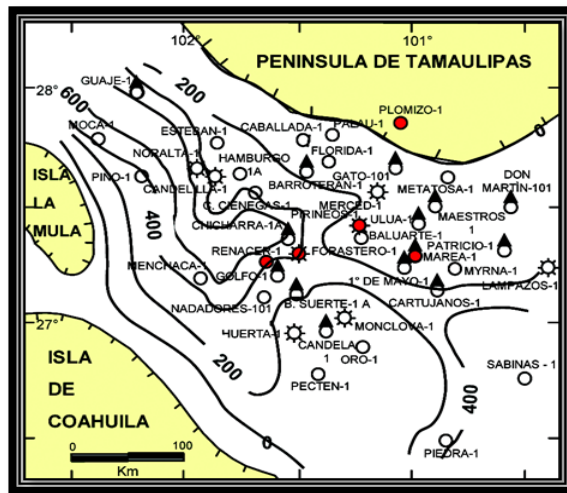 102°
101°
PENINSULA DE TAMAULIPAS
28°
GUAJE-1
600
200
PLOMIZO-1
0
MOCA-1
ESTEBAN-1
CABALLADA-1
PALAU-1
NORALTA-1
HAMBURGO
1A
FLORIDA-1
ISLA
LA
MULA
PINO-1
CANDELILLA-1
BARROTERÁN-1
GATO-101
METATOSA-1
DON
MARTÍN-101
C. CIÉNEGAS-1
MERCED-1
400
PIRINEOS-1
ULUA-1
MAESTROS
1
CHICHARRA-1A
BALUARTE-1
PATRICIO-1
RENACER-1
FORASTERO-1
MAREA-1
MENCHACA-1
GOLFO-1
MYRNA-1
LAMPAZOS-1
1° DE MAYO-1
NADADORES-101
B. SUERTE-1 A
CARTUJANOS-1
27°
HUERTA-1
MONCLOVA-1
CANDELA
1
ORO-1
ISLA
DE
COAHUILA
200
PECTEN-1
400
SABINAS - 1
0
PIEDRA-1
0 100
Km